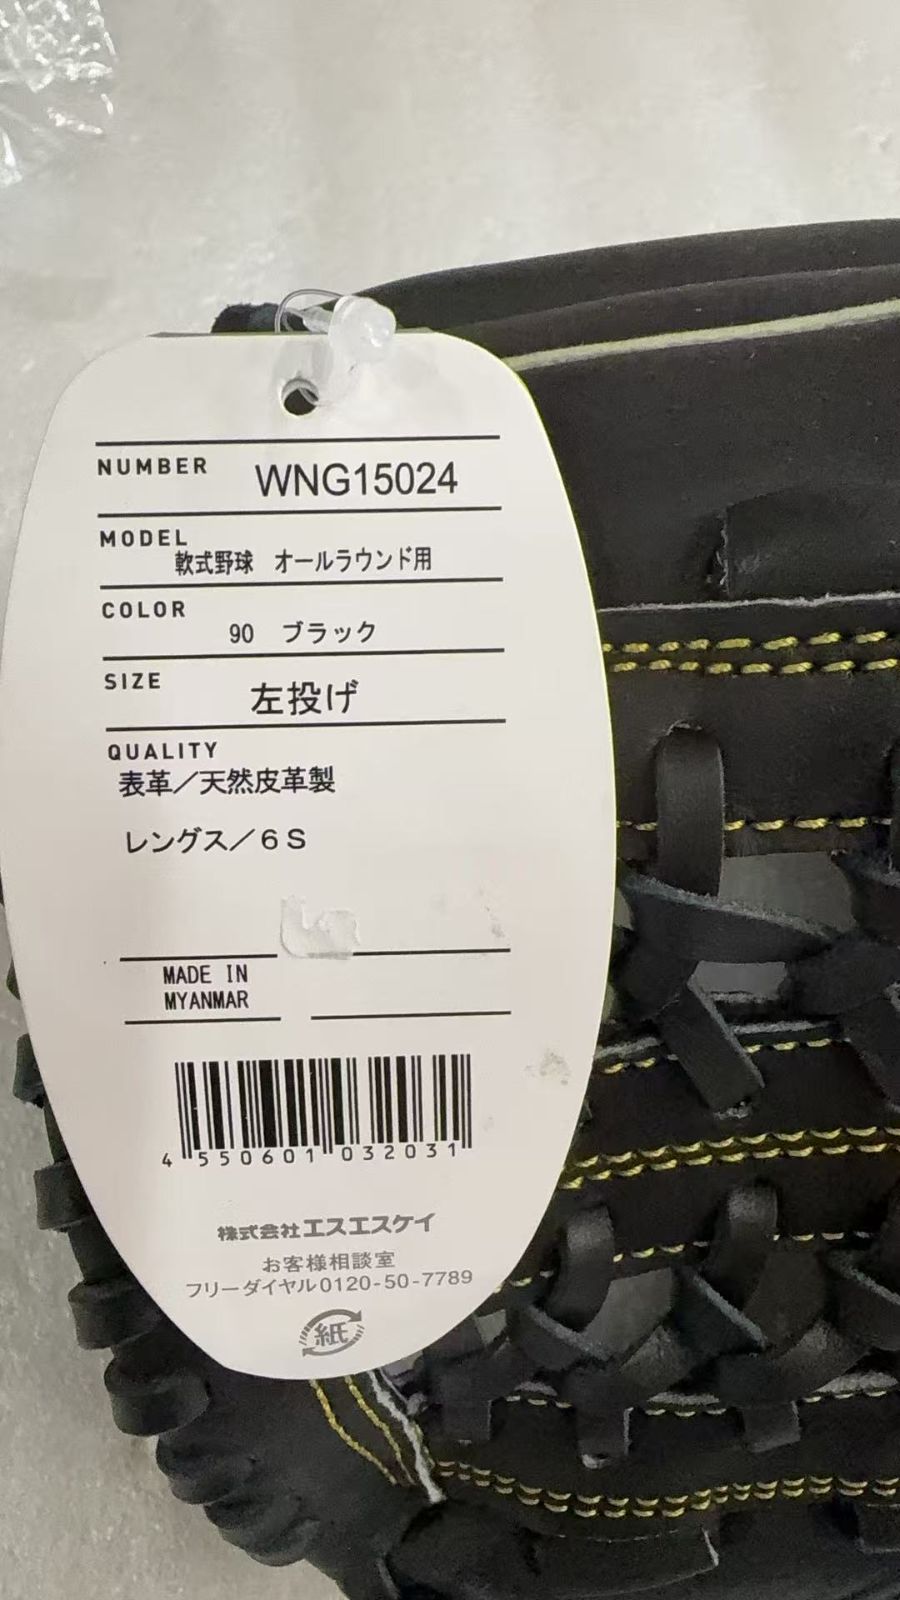 NUMBER WNG15024
MODEL
軟式野球 オールラウンド用
COLOR
90 ブラック
SIZE 左投げ
QUALITY
表革／天然皮革製
レングス／6S
MADE IN
MYANMAR
4 550601 032031
株式会社エスエスケイ
お客様相談室
フリーダイヤル0120-50-7789
紙